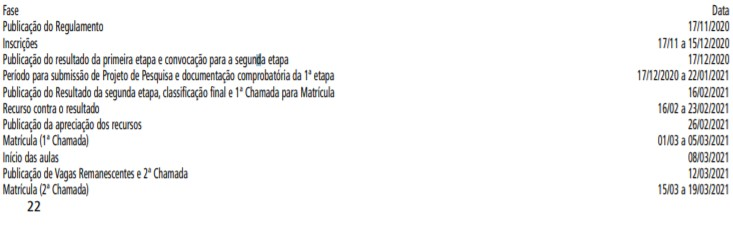 Fase Data
Publicação do Regulamento 17/11/2020
Inscrições 17/11 a 15/12/2020
Publicação do resultado da primeira etapa e convocação para a segunda etapa 17/12/2020
Período para submissão de Projeto de Pesquisa e documentação comprobatória da 1ª etapa 17/12/2020 a 22/01/2021
Publicação do Resultado da segunda etapa, classificação final e 1ª Chamada para Matrícula 16/02/2021
Recurso contra o resultado 16/02 a 23/02/2021
Publicação da apreciação dos recursos 26/02/2021
Matrícula (1ª Chamada) 01/03 a 05/03/2021
Início das aulas 08/03/2021
Publicação de Vagas Remanescentes e 2ª Chamada 12/03/2021
Matrícula (2ª Chamada) 15/03 a 19/03/2021
22